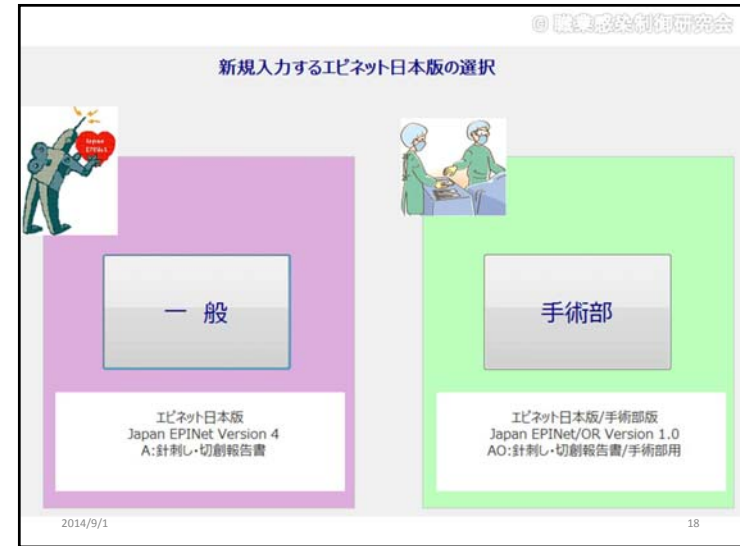 © 職業感染制御研究会
新規入力するエピネット日本版の選択
Japan
EPINet
一 般
手術部
エピネット日本版
Japan EPINet Version 4
A:針刺し・切創報告書
エピネット日本版/手術部版
Japan EPINet/OR Version 1.0
AO:針刺し・切創報告書/手術部用
2014/9/1
18